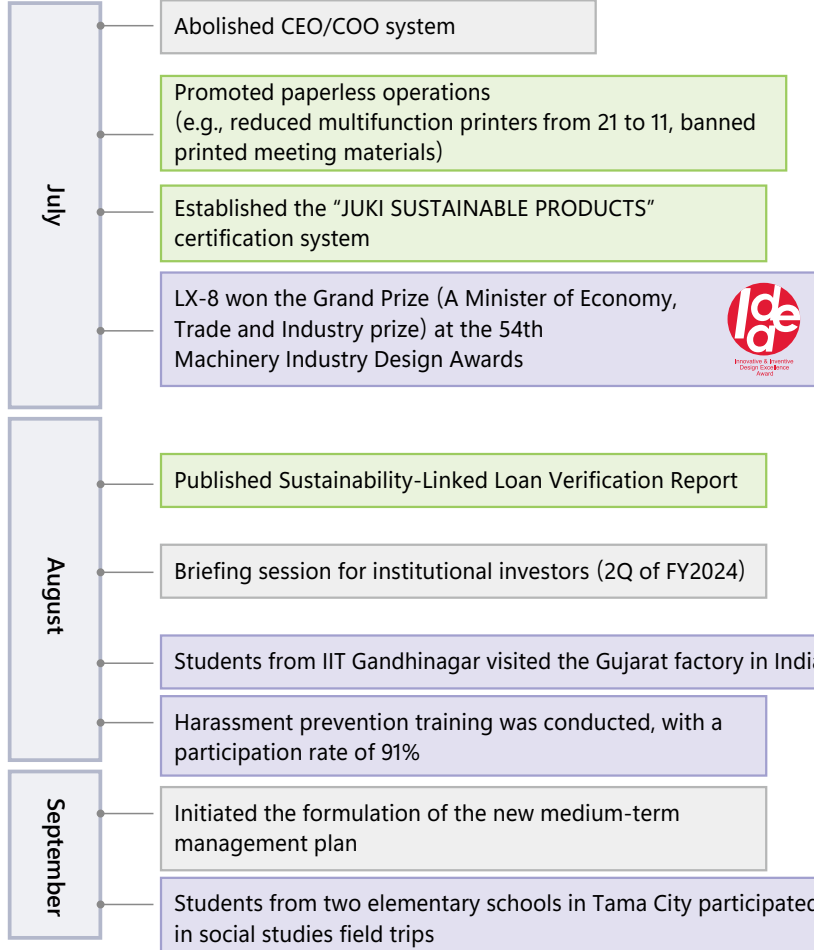 July
Abolished CEO/COO system
Promoted paperless operations
(e.g., reduced multifunction printers from 21 to 11, banned
printed meeting materials)
Established the “JUKI SUSTAINABLE PRODUCTS”
certification system
LX-8 won the Grand Prize (A Minister of Economy,
Trade and Industry prize) at the 54th
Machinery Industry Design Awards
Idea
Innovative & Inventive
Design Excellence
Award
August
Published Sustainability-Linked Loan Verification Report
Briefing session for institutional investors (2Q of FY2024)
Students from IIT Gandhinagar visited the Gujarat factory in India
Harassment prevention training was conducted, with a
participation rate of 91%
September
Initiated the formulation of the new medium-term
management plan
Students from two elementary schools in Tama City participated
in social studies field trips